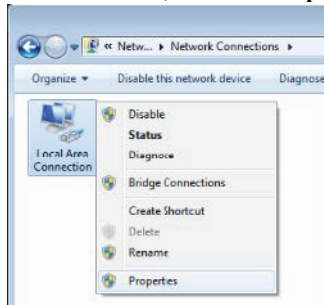 « Netw... ▸ Network Connections ▸
Organize ▾ Disable this network device Diagnose
Local Area
Connection
Disable
Status
Diagnose
Bridge Connections
Create Shortcut
Delete
Rename
Properties